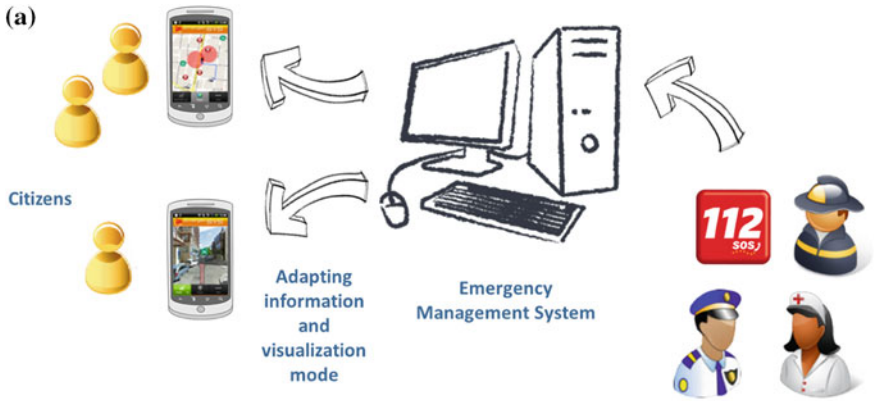 (a)
Citizens
Adapting
information
and
visualization
mode
Emergency
Management System
112
sos